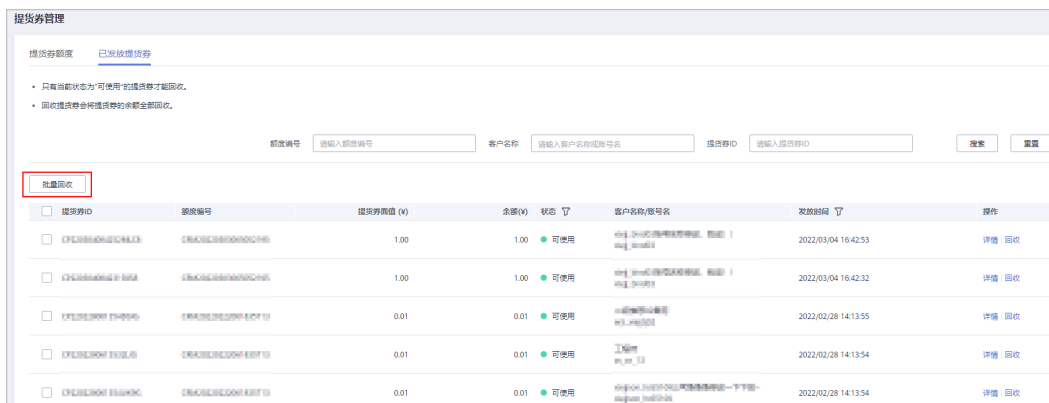 提货券管理
提货券额度 已发放提货券
• 只有当前状态为"可使用"的提货券才能回收。
• 回收提货券会将提货券的余额全部回收。
额度编号 请输入额度编号 客户名称 请输入客户名称或账号名 提货券ID 请输入提货券ID 搜索 重置
批量回收
提货券ID 额度编号 提货券面值 (¥) 余额(¥) 状态 客户名称/账号名 发放时间 操作
1.00 1.00 可使用 2022/03/04 16:42:53 详情 回收
1.00 1.00 可使用 2022/03/04 16:42:32 详情 回收
0.01 0.01 可使用 2022/02/28 14:13:55 详情 回收
0.01 0.01 可使用 2022/02/28 14:13:54 详情 回收
0.01 0.01 可使用 2022/02/28 14:13:54 详情 回收